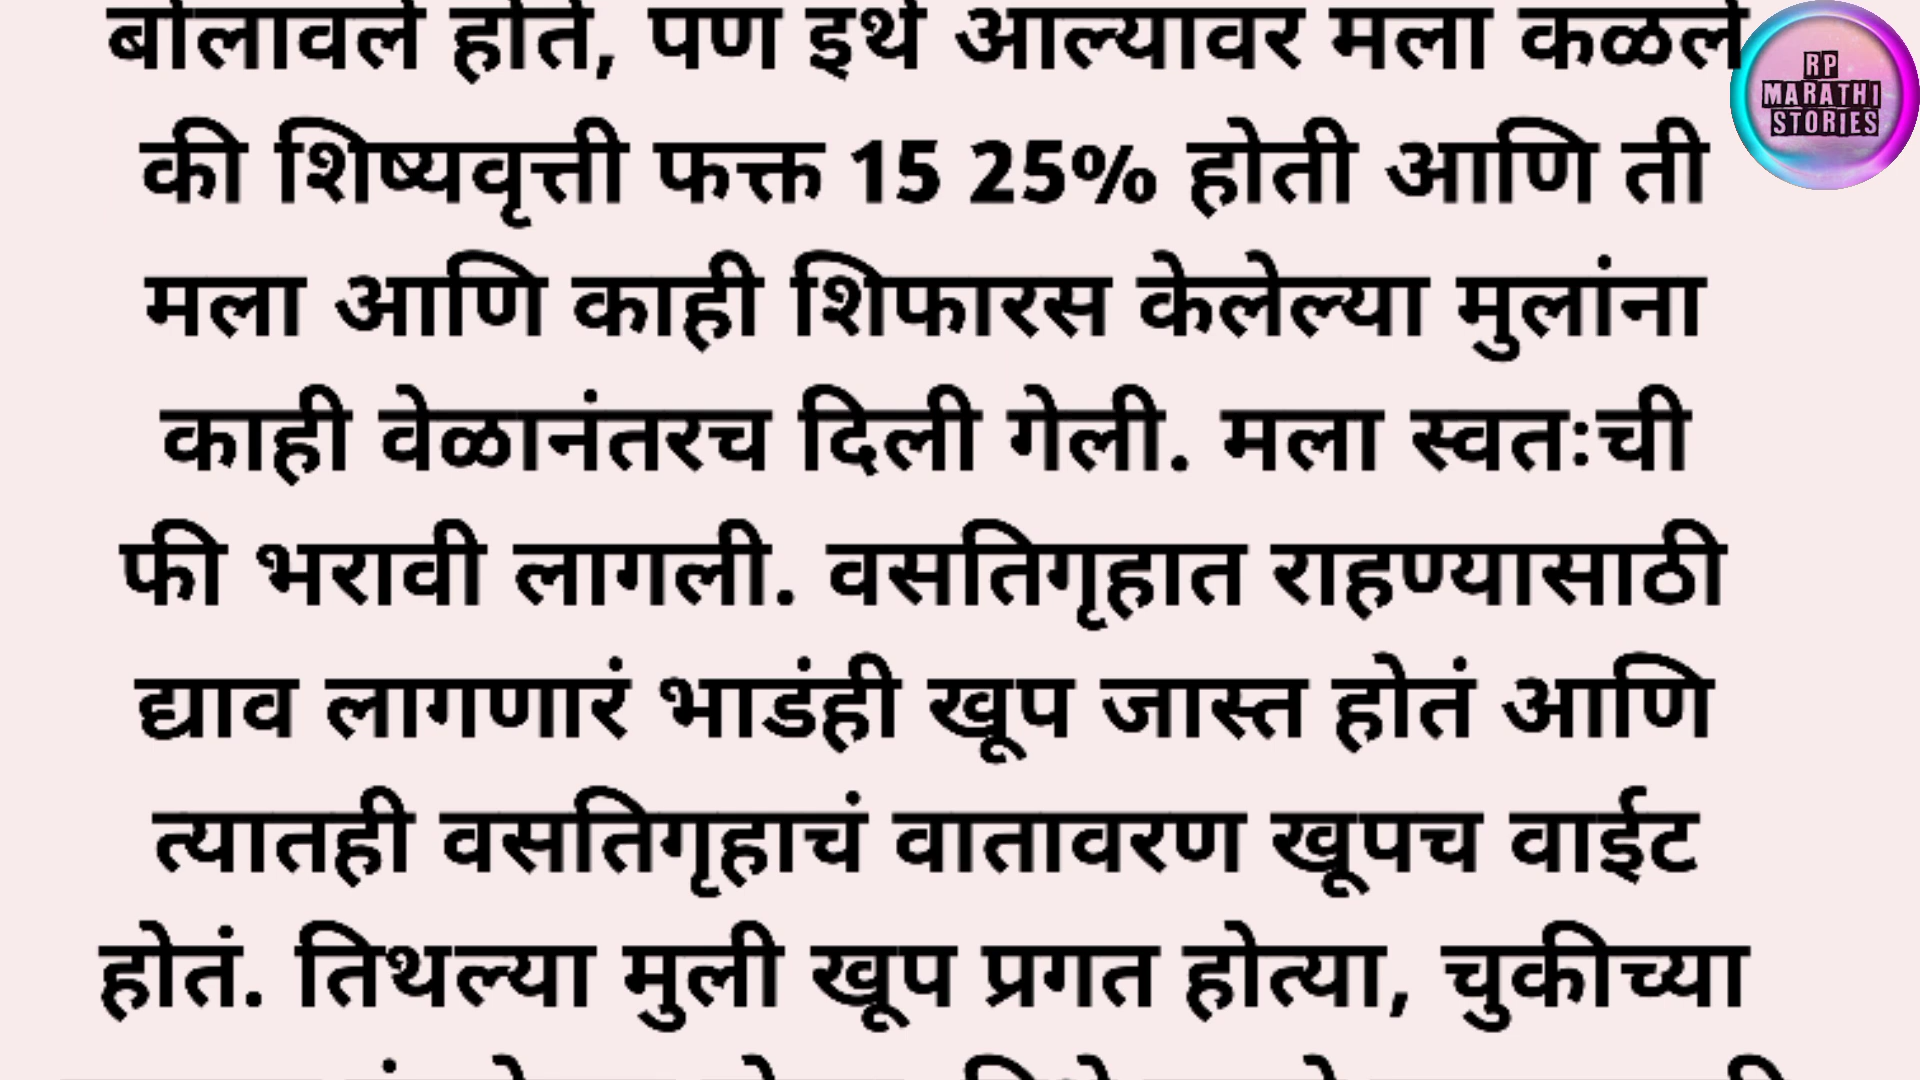 बोलावले होते, पण इथे आल्यावर मला कळले
RP
MARATHI
STORIES
की शिष्यवृत्ती फक्त 15 25% होती आणि ती
मला आणि काही शिफारस केलेल्या मुलांना
काही वेळानंतरच दिली गेली. मला स्वतःची
फी भरावी लागली. वसतिगृहात राहण्यासाठी
द्याव लागणारं भाडंही खूप जास्त होतं आणि
त्यातही वसतिगृहाचं वातावरण खूपच वाईट
होतं. तिथल्या मुली खूप प्रगत होत्या, चुकीच्या